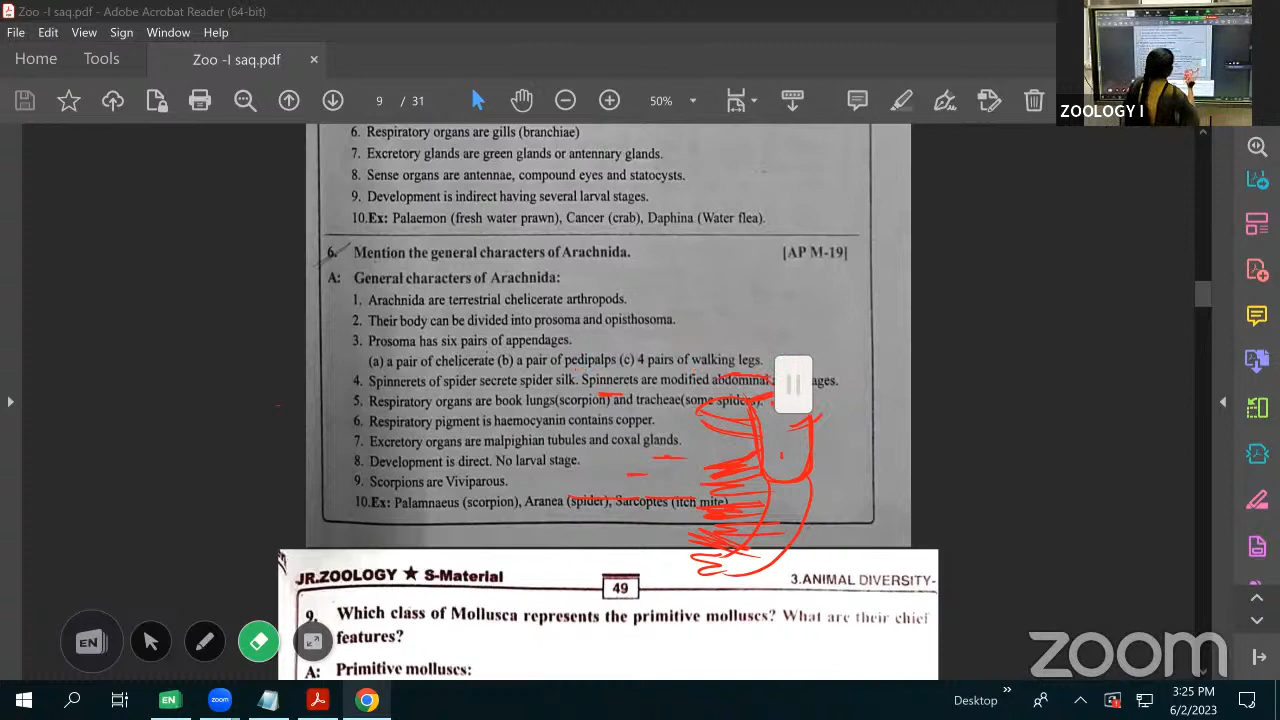 Zoo -I saq.pdf - Adobe Acrobat Reader (64-bit)
File Edit View Sign Window Help
ome Tools Zoo -I saq.pdf ×
9 31 50%
ZOOLOGY I
6. Respiratory organs are gills (branchiae)
7. Excretory glands are green glands or antennary glands.
8. Sense organs are antennae, compound eyes and statocysts.
9. Development is indirect having several larval stages.
10.Ex: Palaemon (fresh water prawn), Cancer (crab), Daphina (Water flea).
6. Mention the general characters of Arachnida. [AP M-19]
A: General characters of Arachnida:
1. Arachnida are terrestrial chelicerate arthropods.
2. Their body can be divided into prosoma and opisthosoma.
3. Prosoma has six pairs of appendages.
(a) a pair of chelicerate (b) a pair of pedipalps (c) 4 pairs of walking legs.
4. Spinnerets of spider secrete spider silk. Spinnerets are modified abdominal ages.
5. Respiratory organs are book lungs(scorpion) and tracheae(some spiders).
6. Respiratory pigment is haemocyanin contains copper.
7. Excretory organs are malpighian tubules and coxal glands.
8. Development is direct. No larval stage.
9. Scorpions are Viviparous.
10.Ex: Palamnaeus (scorpion), Aranea (spider), Sarcoptes (itch mite)
JR.ZOOLOGY ★ S-Material 49 3.ANIMAL DIVERSITY-
9. Which class of Mollusca represents the primitive molluscs? What are their chief
features?
A: Primitive molluscs:
EN
zoom
EN zoom Desktop » 3:25 PM
6/2/2023